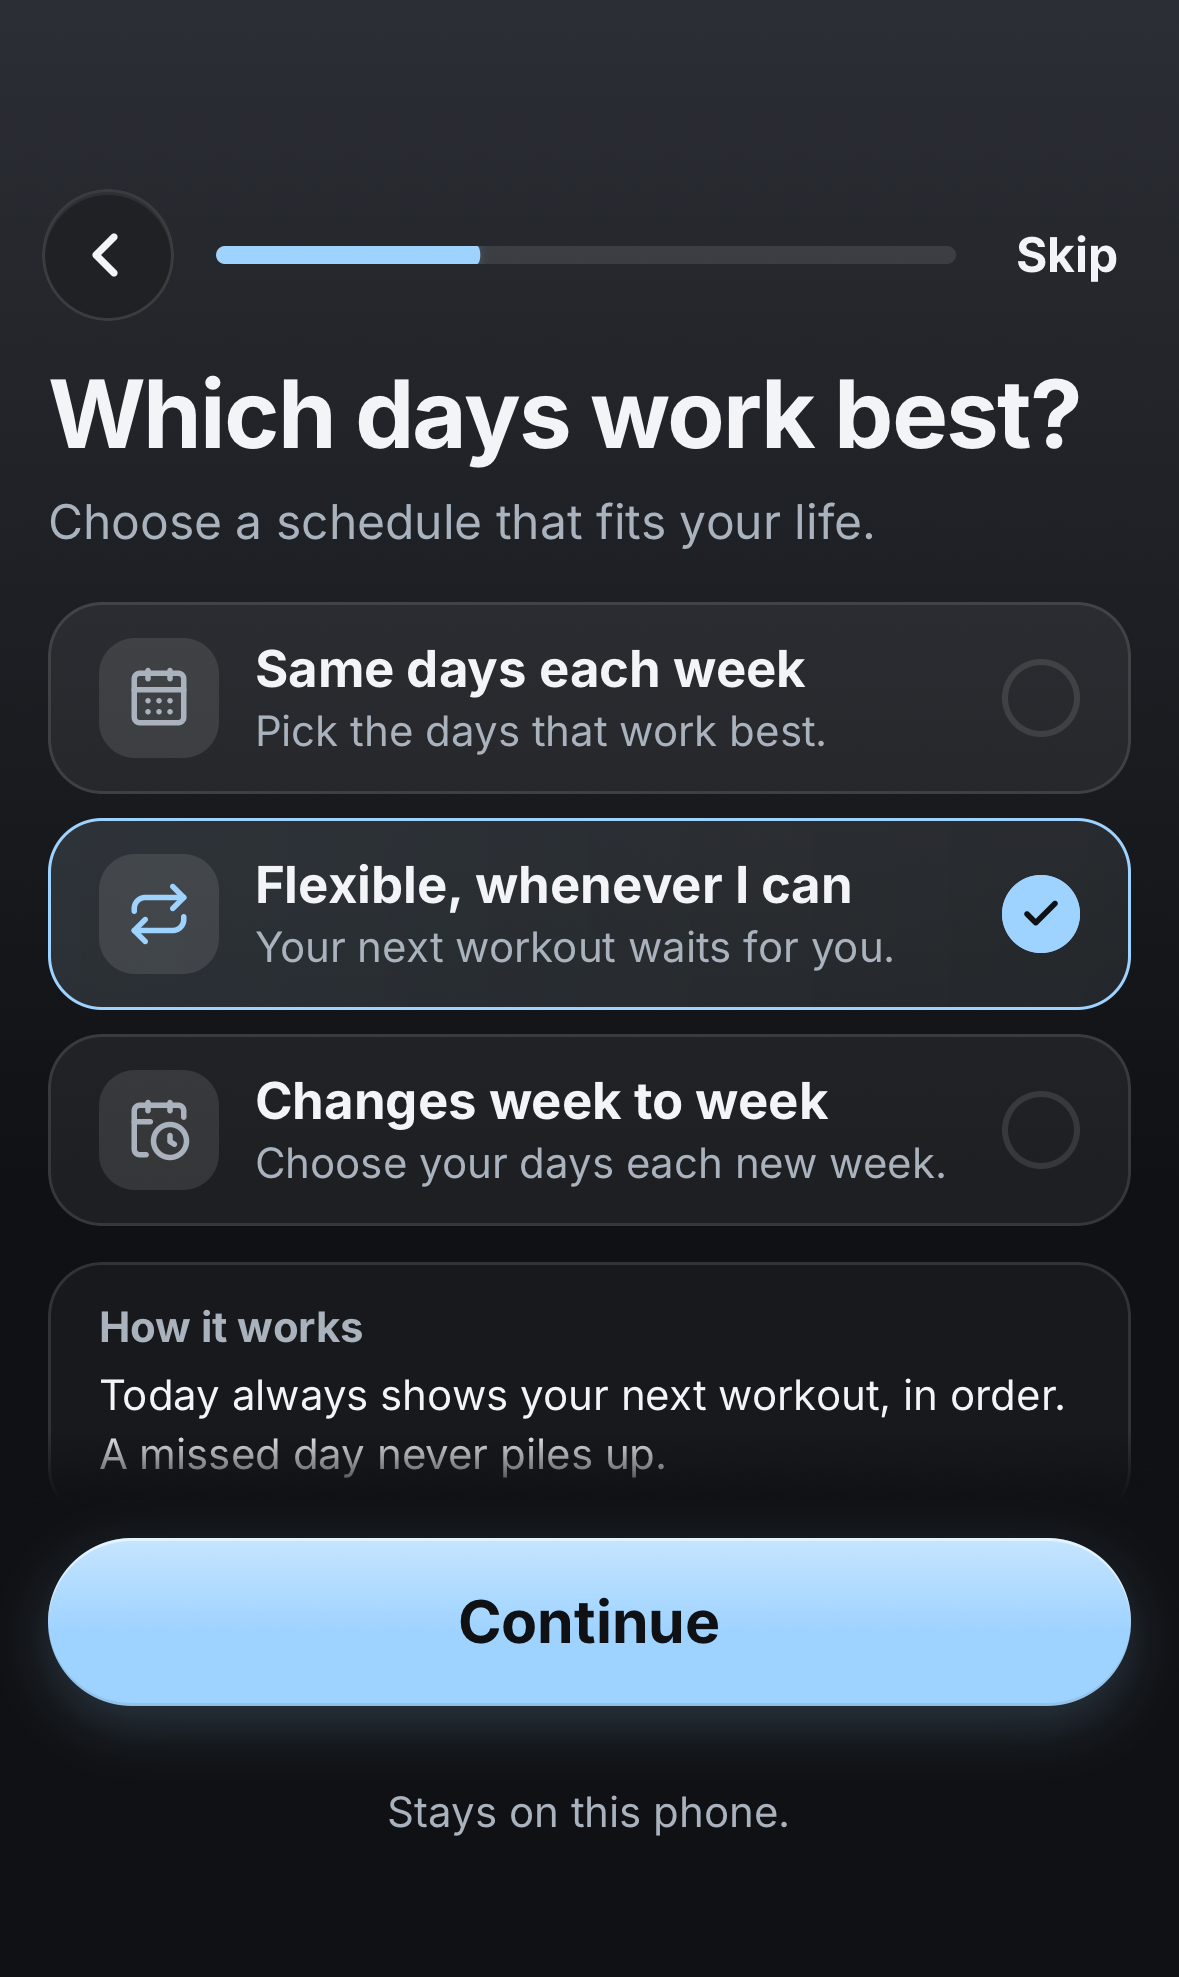 Skip
Which days work best?
Choose a schedule that fits your life.
Same days each week
Pick the days that work best.
Flexible, whenever I can
Your next workout waits for you.
Changes week to week
Choose your days each new week.
How it works
Today always shows your next workout, in order.
A missed day never piles up.
Continue
Stays on this phone.